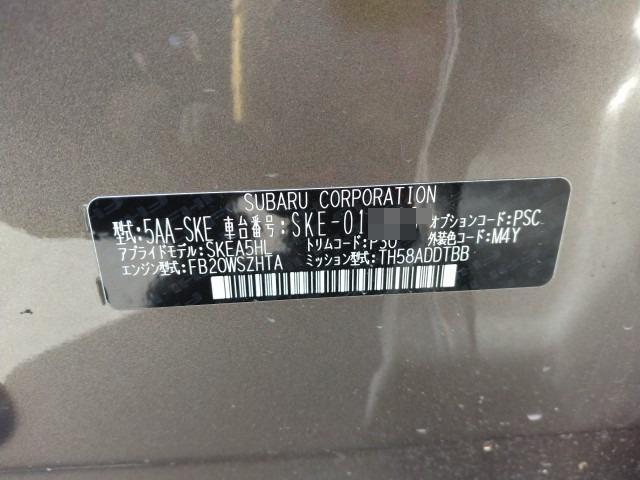 SUBARU CORPORATION
型式:5AA-SKE 車台番号:SKE-01 オプションコード:PSC
アプライドモデル:SKEA5HL トリムコード:P30 外装色コード:M4Y
エンジン型式:FB20WSZHTA ミッション型式:TH58ADDTBB